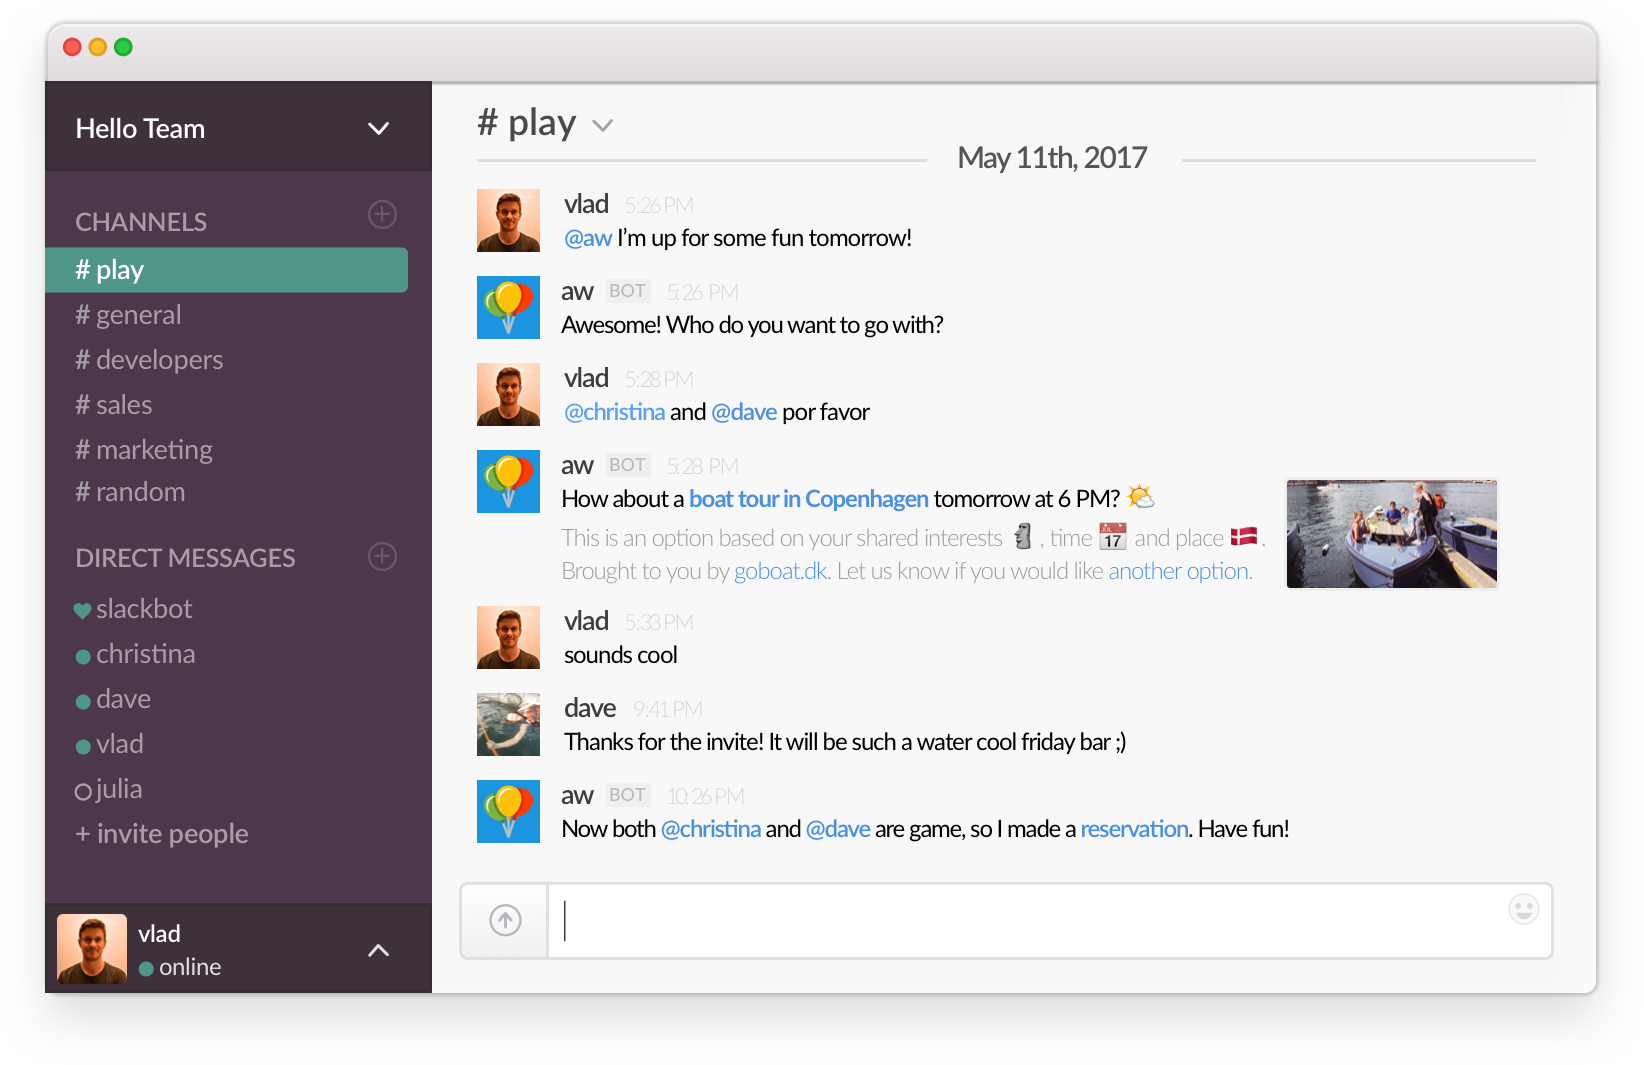 Hello Team
CHANNELS
# play
# general
# developers
# sales
# marketing
# random
DIRECT MESSAGES
slackbot
christina
dave
vlad
julia
+ invite people
vlad
online
# play
May 11th, 2017
vlad 5:26 PM
@aw I'm up for some fun tomorrow!
aw BOT 5:26 PM
Awesome! Who do you want to go with?
vlad 5:28 PM
@christina and @dave por favor
aw BOT 5:28 PM
How about a boat tour in Copenhagen tomorrow at 6 PM? 🌤️
This is an option based on your shared interests 🗿 , time 📅 and place 🇩🇰 .
Brought to you by goboat.dk. Let us know if you would like another option.
vlad 5:33 PM
sounds cool
dave 9:41 PM
Thanks for the invite! It will be such a water cool friday bar ;)
aw BOT 10:26 PM
Now both @christina and @dave are game, so I made a reservation. Have fun!